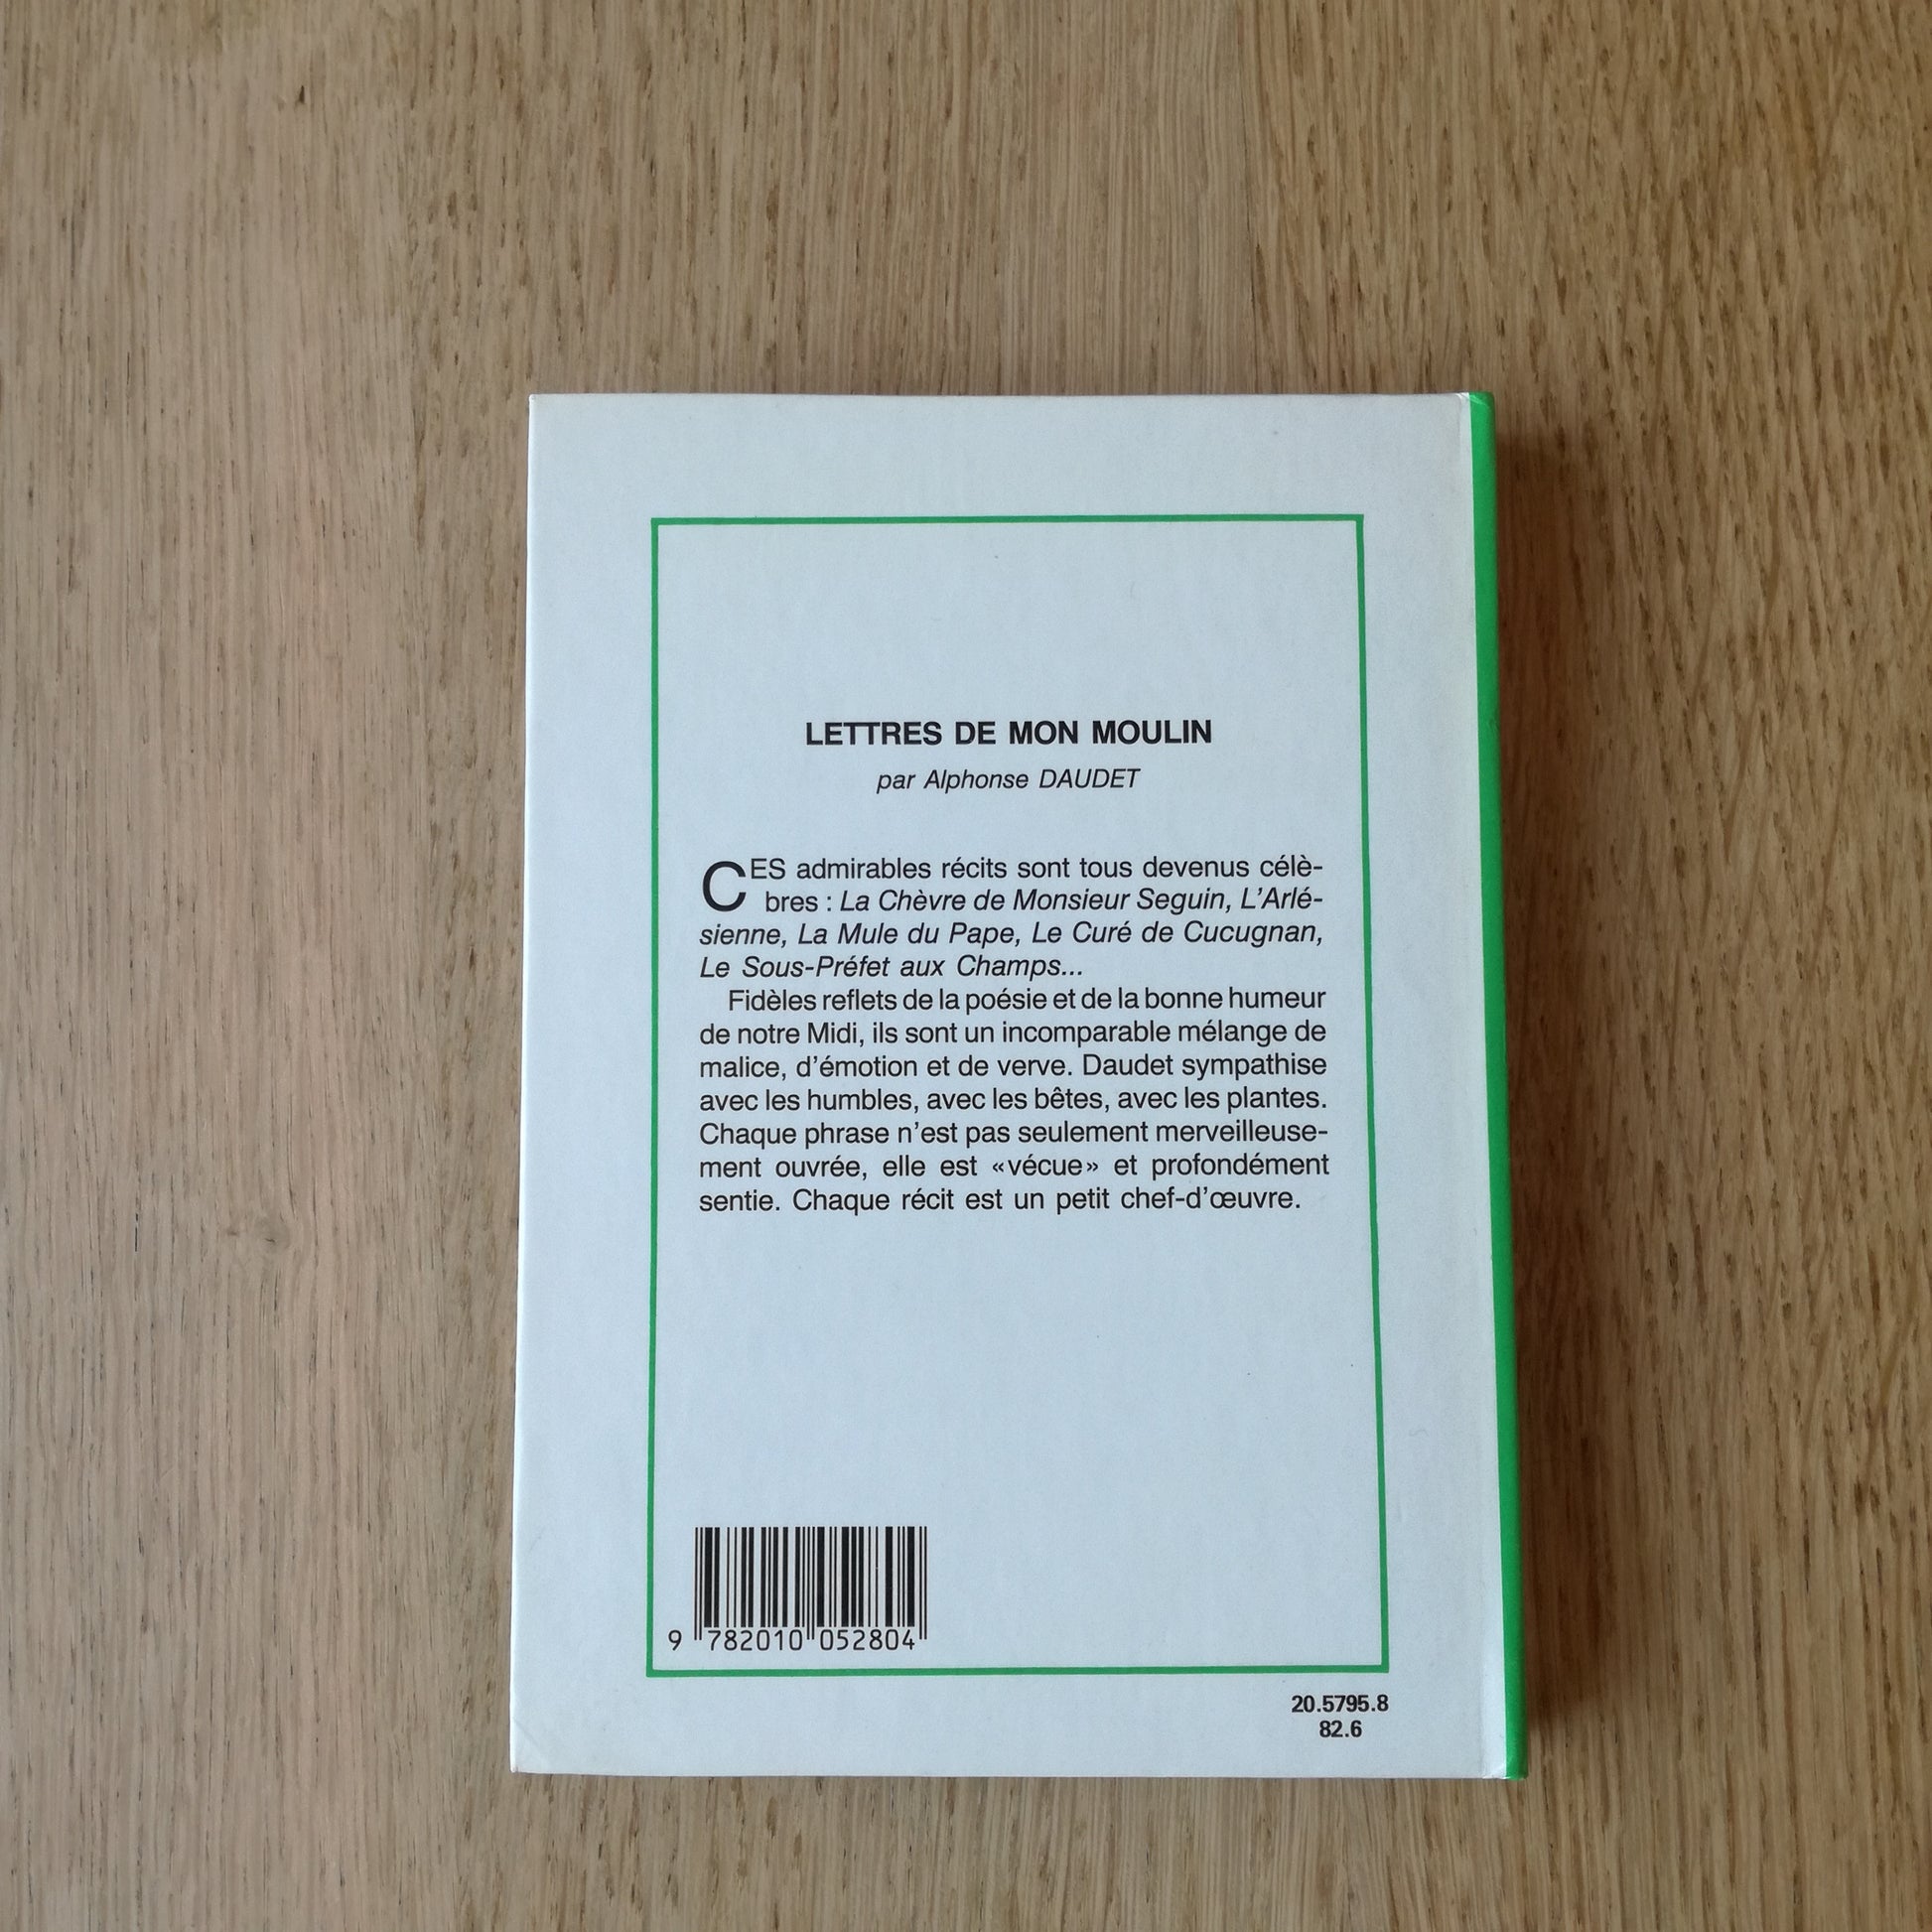 LETTRES DE MON MOULIN
par Alphonse DAUDET
CES admirables récits sont tous devenus célè-
bres : La Chèvre de Monsieur Seguin, L'Arlé-
sienne, La Mule du Pape, Le Curé de Cucugnan,
Le Sous-Préfet aux Champs...
Fidèles reflets de la poésie et de la bonne humeur
de notre Midi, ils sont un incomparable mélange de
malice, d'émotion et de verve. Daudet sympathise
avec les humbles, avec les bêtes, avec les plantes.
Chaque phrase n'est pas seulement merveilleuse-
ment ouvrée, elle est «vécue» et profondément
sentie. Chaque récit est un petit chef-d'œuvre.
9 782010 052804
20.5795.8
82.6